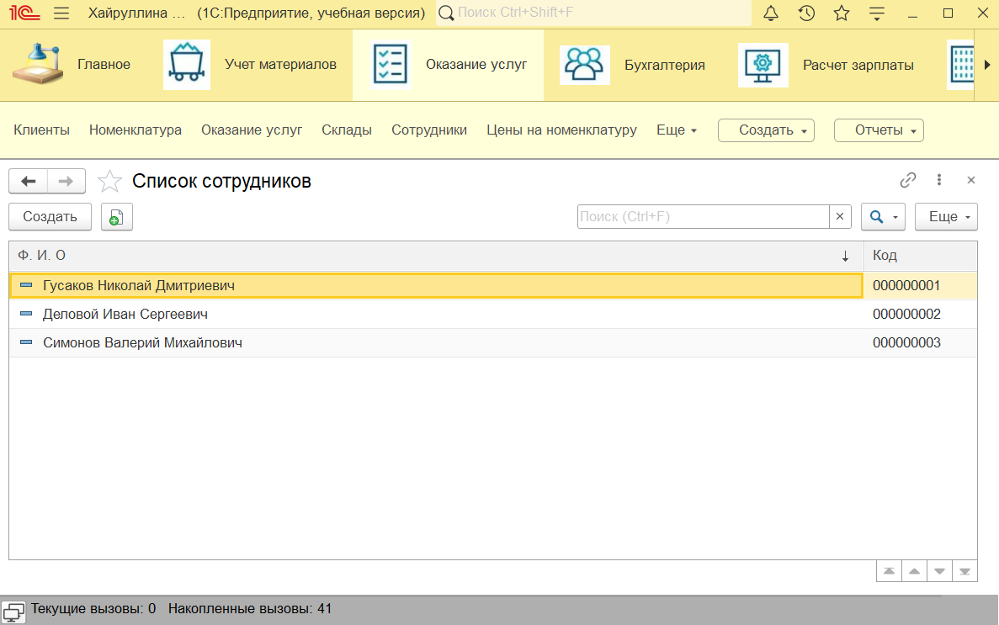 1С Хайруллина ... (1С:Предприятие, учебная версия) Поиск Ctrl+Shift+F
Главное Учет материалов Оказание услуг Бухгалтерия Расчет зарплаты
Клиенты Номенклатура Оказание услуг Склады Сотрудники Цены на номенклатуру Еще Создать Отчеты
Список сотрудников
Создать Поиск (Ctrl+F) × Еще
Ф. И. О ↓ Код
Гусаков Николай Дмитриевич 000000001
Деловой Иван Сергеевич 000000002
Симонов Валерий Михайлович 000000003
Текущие вызовы: 0 Накопленные вызовы: 41